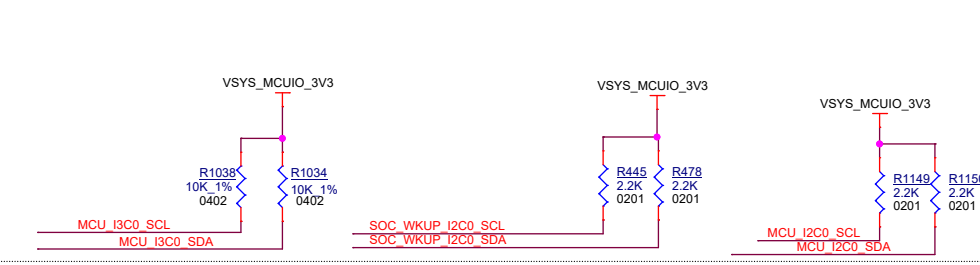 VSYS_MCUIO_3V3
R1038
10K_1%
0402
R1034
10K_1%
0402
MCU_I3C0_SCL
MCU_I3C0_SDA
VSYS_MCUIO_3V3
R445
2.2K
0201
R478
2.2K
0201
SOC_WKUP_I2C0_SCL
SOC_WKUP_I2C0_SDA
VSYS_MCUIO_3V3
R1149
2.2K
0201
R1150
2.2K
0201
MCU_I2C0_SCL
MCU_I2C0_SDA